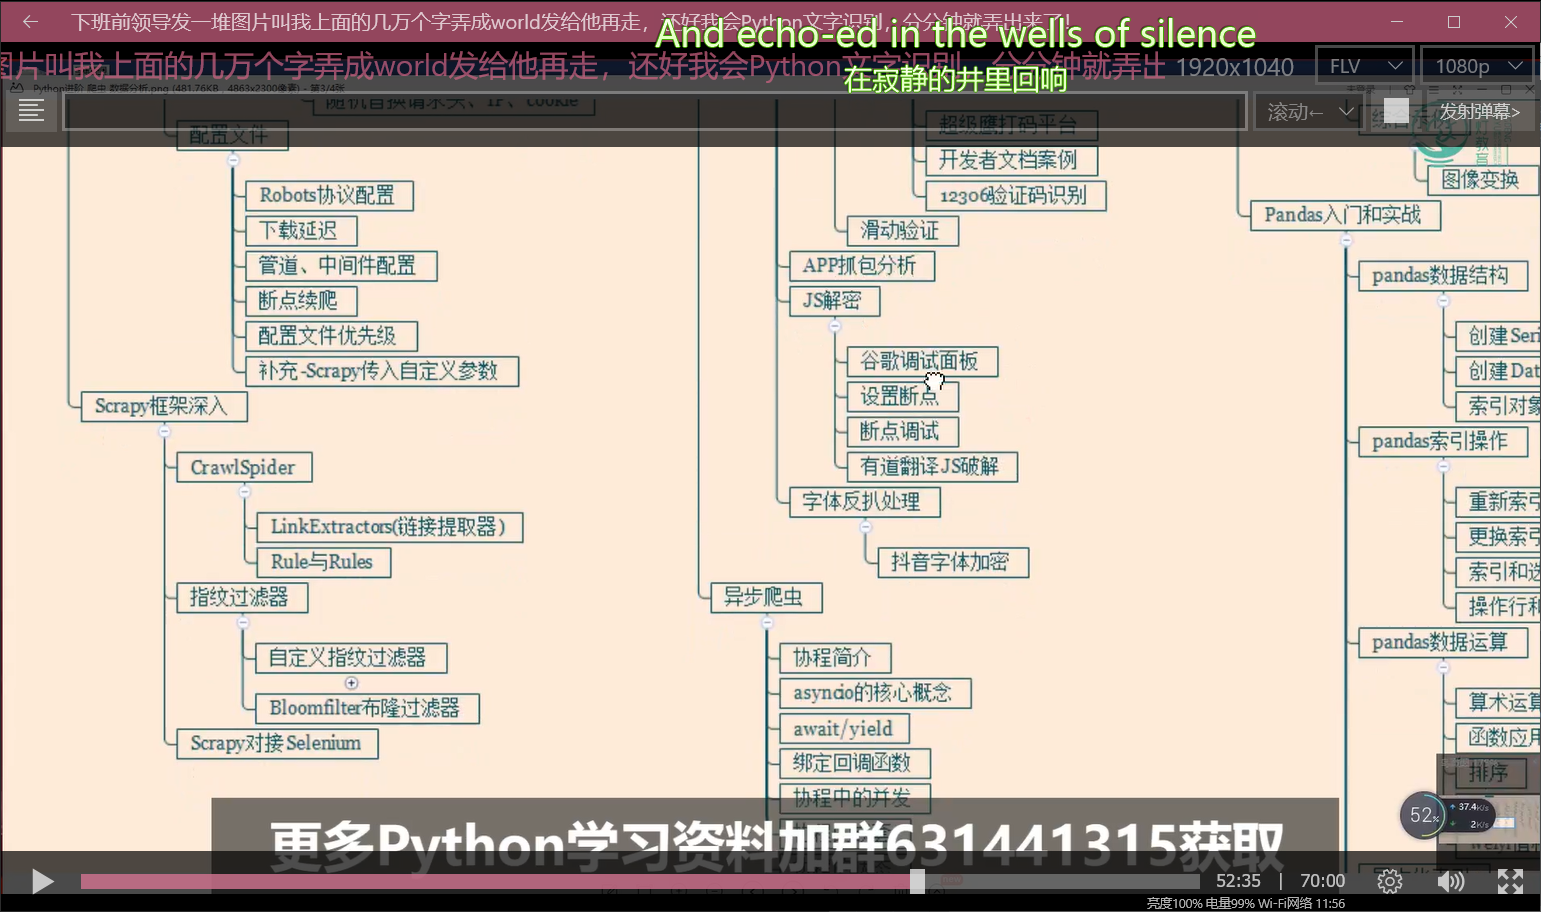 下班前领导发一堆图片叫我上面的几万个字弄成world发给他再走，还好我会Python文字识别，分分钟就弄出来了！
And echo-ed in the wells of silence
图片叫我上面的几万个字弄成world发给他再走，还好我会Python文字识别，分分钟就弄出
1920x1040
FLV
1080p
在寂静的井里回响
Python进阶 爬虫 数据分析.png (481.76KB, 4863x2300像素) - 第3/4张
随机替换请求头、IP、cookie
滚动←
发射弹幕>
配置文件
Robots协议配置
下载延迟
管道、中间件配置
断点续爬
配置文件优先级
补充-Scrapy传入自定义参数
Scrapy框架深入
CrawlSpider
LinkExtractors(链接提取器)
Rule与Rules
指纹过滤器
自定义指纹过滤器
Bloomfilter布隆过滤器
Scrapy对接Selenium
超级鹰打码平台
开发者文档案例
12306验证码识别
滑动验证
APP抓包分析
JS解密
谷歌调试面板
设置断点
断点调试
有道翻译JS破解
字体反扒处理
抖音字体加密
异步爬虫
协程简介
asyncio的核心概念
await/yield
绑定回调函数
协程中的并发
图像变换
Pandas入门和实战
pandas数据结构
创建Seri
创建Dat
索引对象
pandas索引操作
重新索引
更换索引
索引和选
操作行和
pandas数据运算
算术运算
函数应用
排序
52%
37.4K/s
2K/s
更多Python学习资料加群631441315获取
52:35 | 70:00
亮度100% 电量99% Wi-Fi网络 11:56